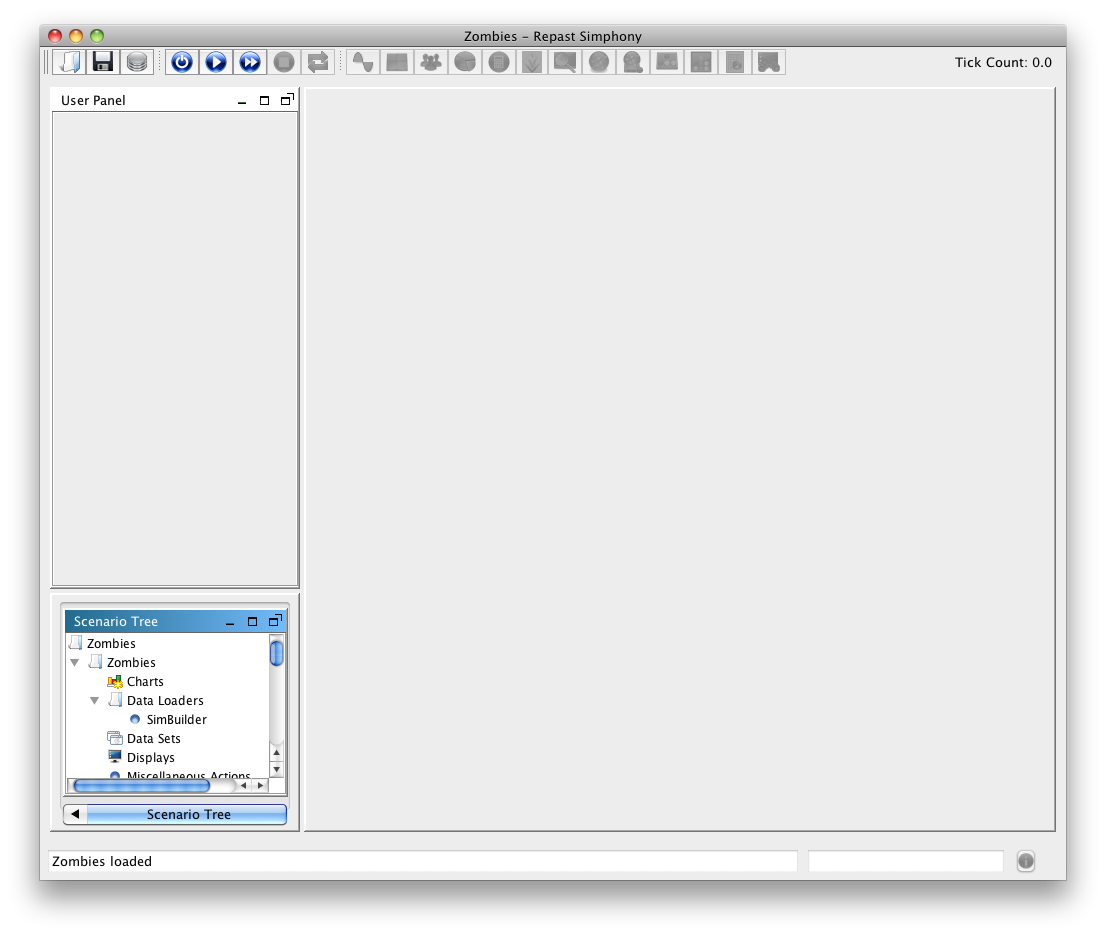 Zombies – Repast Simphony
Tick Count: 0.0
User Panel
Scenario Tree
Zombies
Zombies
Charts
Data Loaders
SimBuilder
Data Sets
Displays
Miscellaneous Actions
Scenario Tree
Zombies loaded